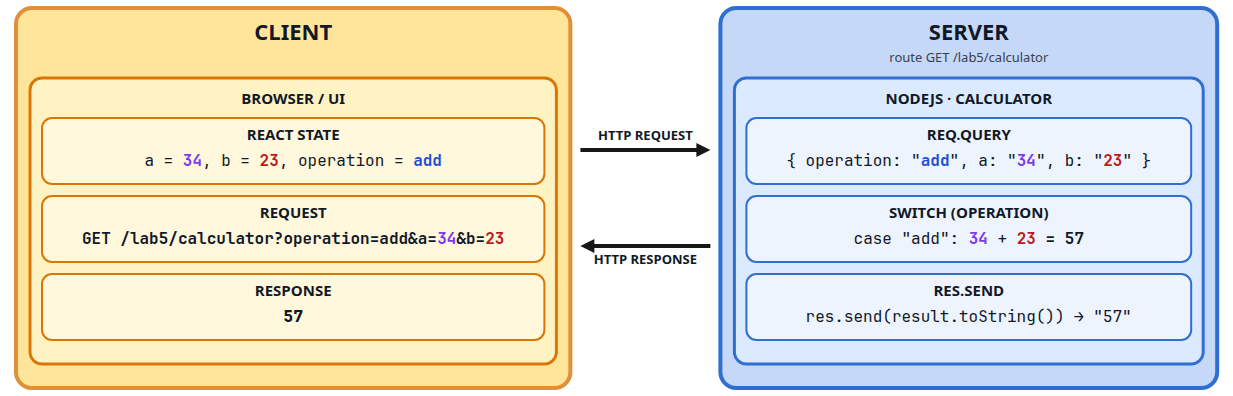 CLIENT
BROWSER / UI
REACT STATE
a = 34, b = 23, operation = add
REQUEST
GET /lab5/calculator?operation=add&a=34&b=23
RESPONSE
57
HTTP REQUEST
HTTP RESPONSE
SERVER
route GET /lab5/calculator
NODEJS · CALCULATOR
REQ.QUERY
{ operation: "add", a: "34", b: "23" }
SWITCH (OPERATION)
case "add": 34 + 23 = 57
RES.SEND
res.send(result.toString()) → "57"